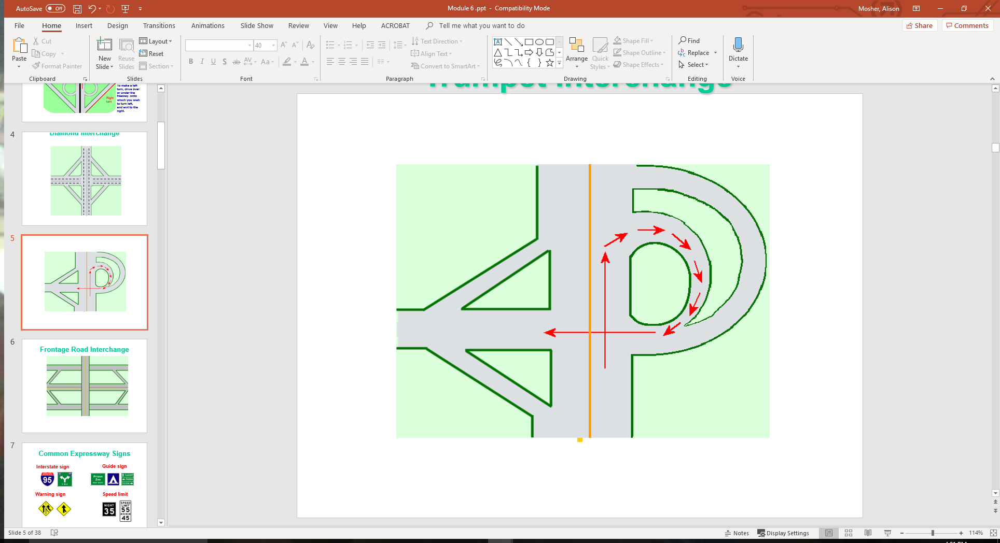 AutoSave Off
Module 6 .ppt - Compatibility Mode
Mosher, Alison
File Home Insert Design Transitions Animations Slide Show Review View Help ACROBAT Tell me what you want to do
Share Comments
Paste
Cut
Copy
Format Painter
Clipboard
New Slide
Reuse Slides
Layout
Reset
Section
Slides
40
B I U S ab AV Aa A
Font
Text Direction
Align Text
Convert to SmartArt
Paragraph
Arrange
Quick Styles
Shape Fill
Shape Outline
Shape Effects
Drawing
Find
Replace
Select
Editing
Dictate
Voice
To make a left
turn, drive over
or under the
freeway onto
which you wish
to turn left,
and exit to the
right.
Right
turn
4
Diamond Interchange
5
6
Frontage Road Interchange
7
Common Expressway Signs
Interstate sign
Guide sign
95
Warning sign
Speed limit
NIGHT
35
SPEED
LIMIT
55
MINIMUM
45
Trumpet Interchange
Slide 5 of 38
Notes
Display Settings
114%